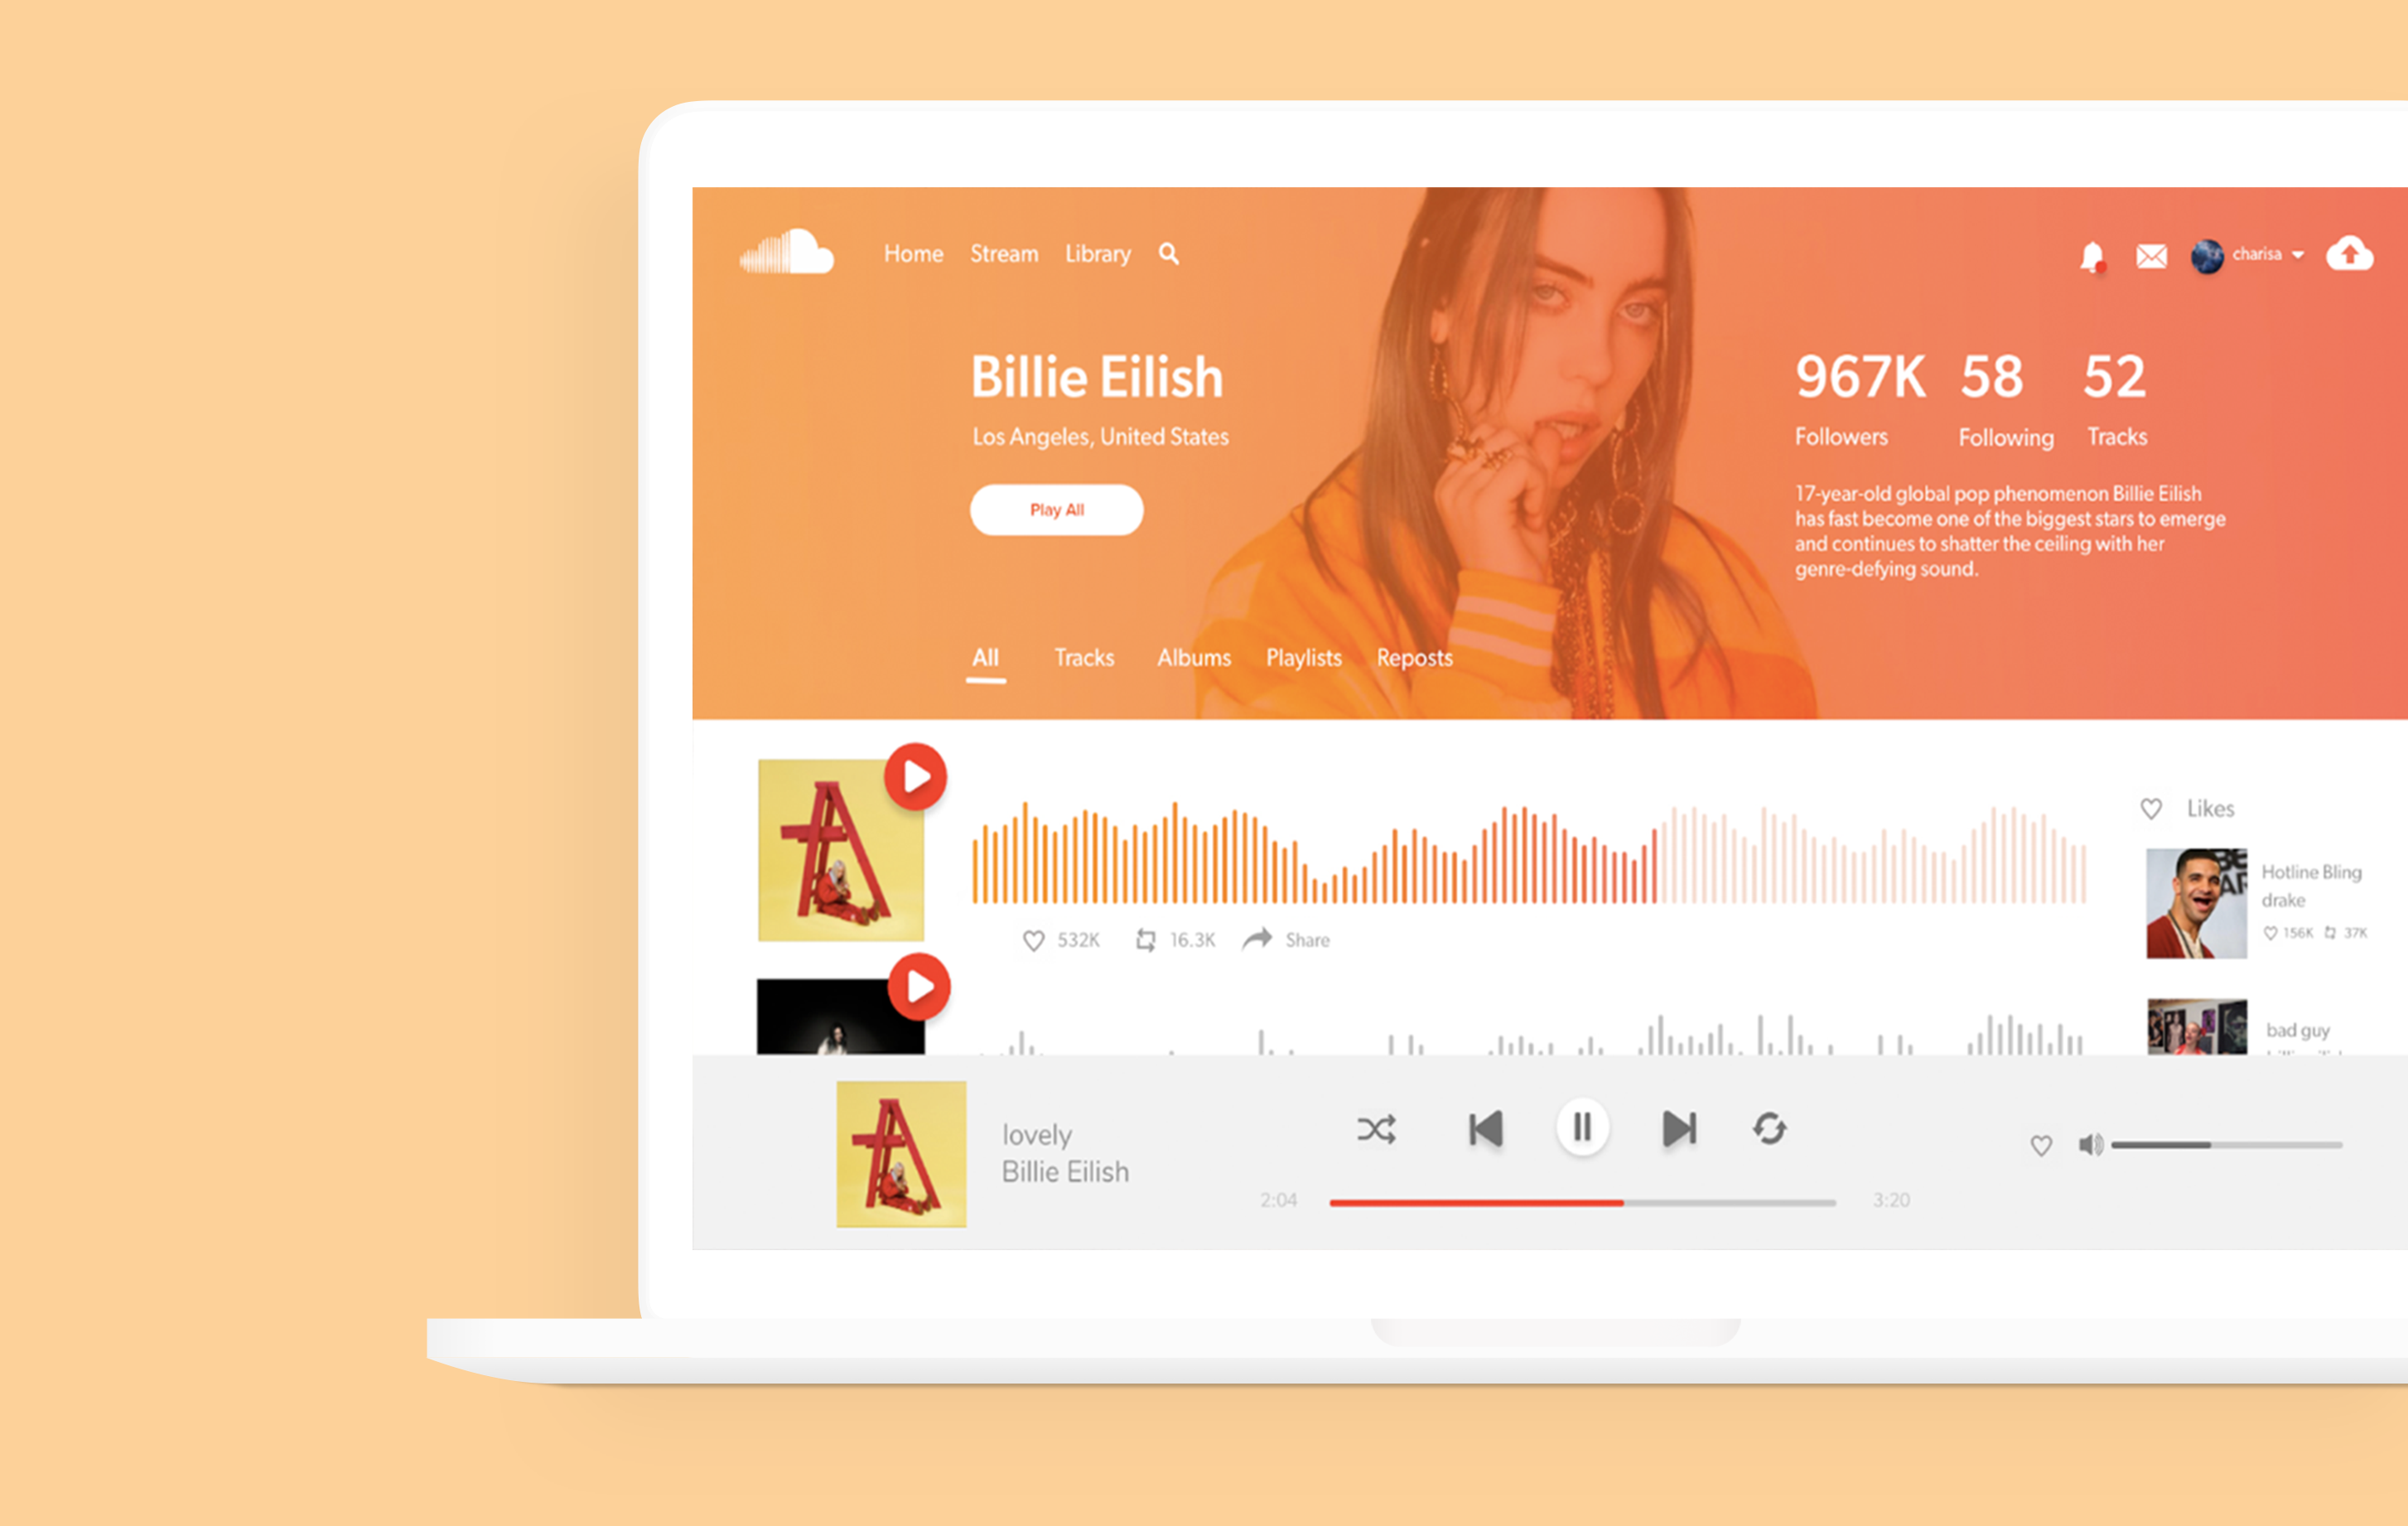 Home Stream Library
charisa
Billie Eilish
Los Angeles, United States
Play All
967K 58 52
Followers Following Tracks
17-year-old global pop phenomenon Billie Eilish
has fast become one of the biggest stars to emerge
and continues to shatter the ceiling with her
genre-defying sound.
All Tracks Albums Playlists Reposts
532K 16.3K Share
Likes
Hotline Bling
drake
156K 37K
bad guy
lovely
Billie Eilish
2:04
3:20